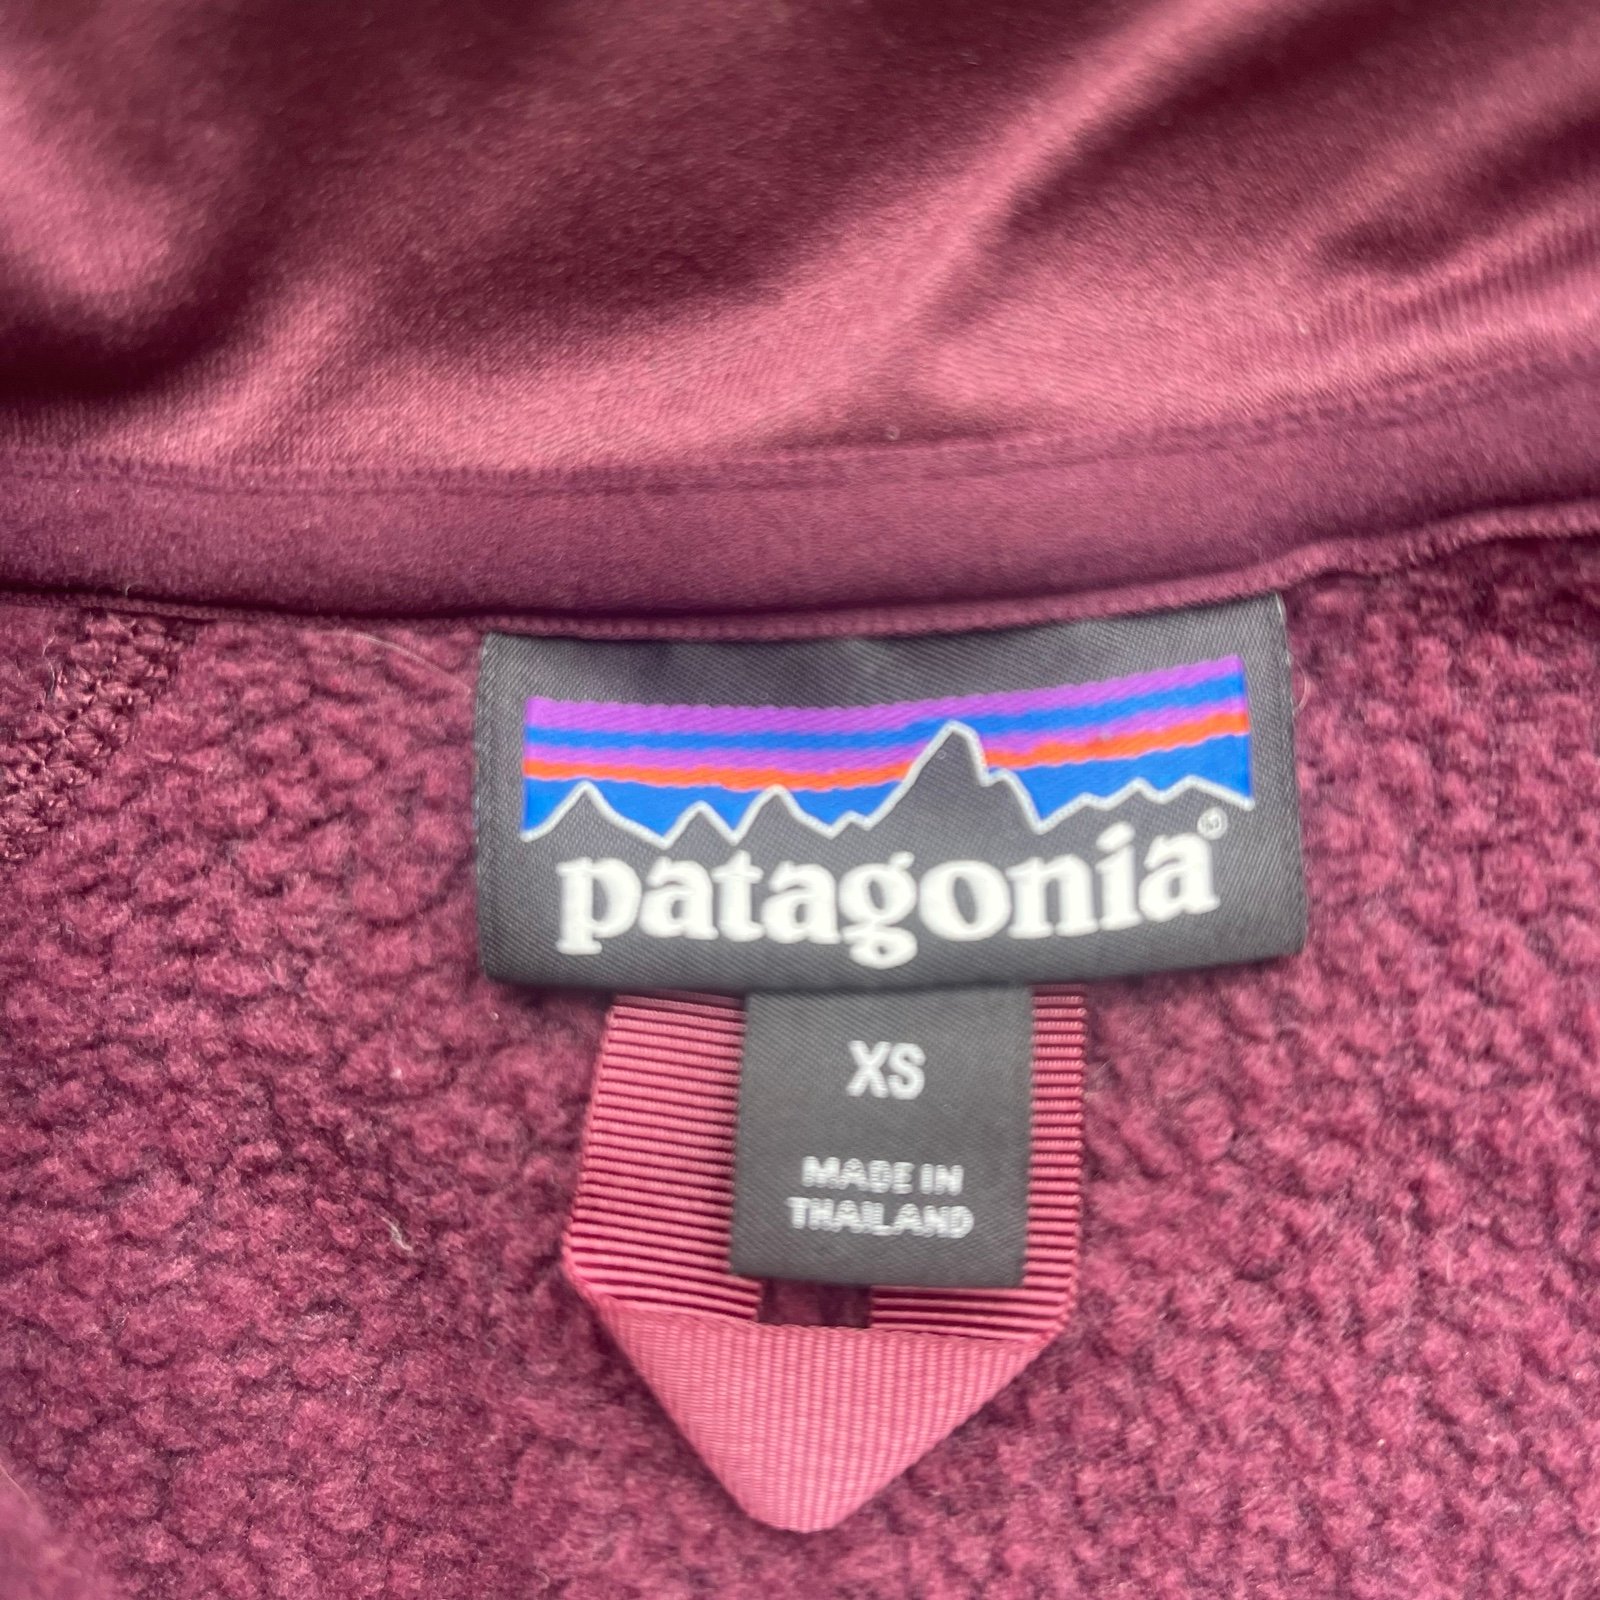 patagonia®
XS
MADE IN
THAILAND